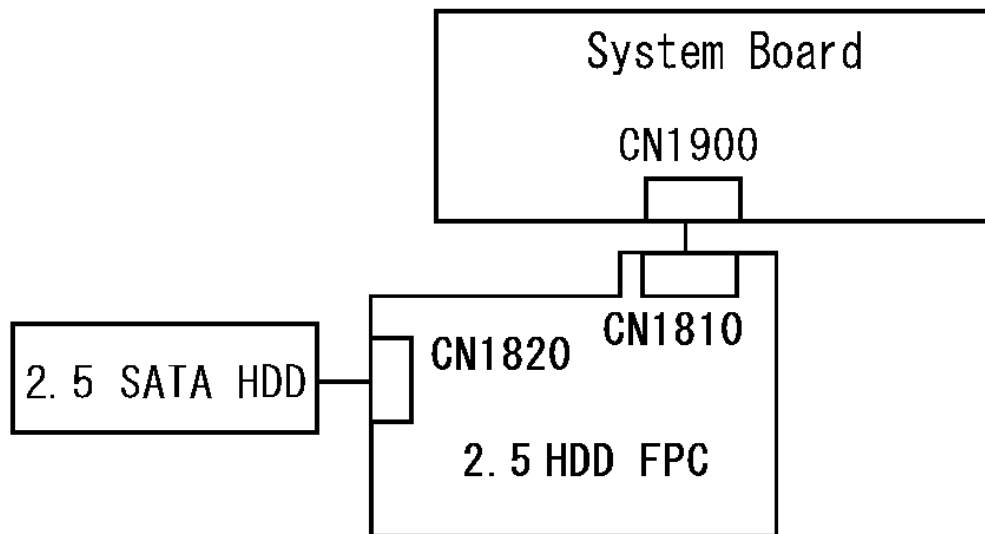 System Board
CN1900
CN1810
CN1820
2.5 SATA HDD
2.5 HDD FPC